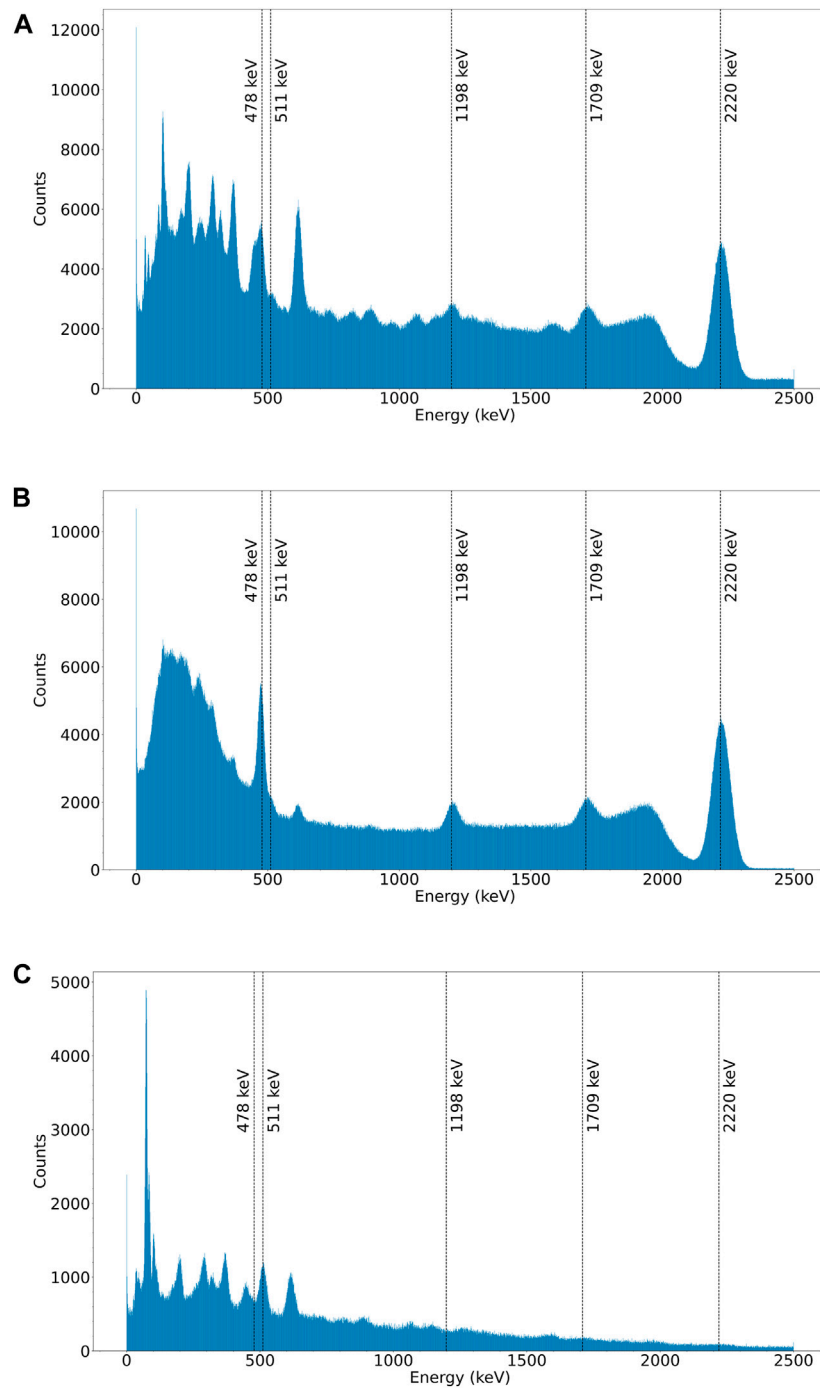 A
12000
10000
8000
6000
4000
2000
0
Counts
478 keV
511 keV
1198 keV
1709 keV
2220 keV
0 500 1000 1500 2000 2500
Energy (keV)
B
10000
8000
6000
4000
2000
0
Counts
478 keV
511 keV
1198 keV
1709 keV
2220 keV
0 500 1000 1500 2000 2500
Energy (keV)
C
5000
4000
3000
2000
1000
0
Counts
478 keV
511 keV
1198 keV
1709 keV
2220 keV
0 500 1000 1500 2000 2500
Energy (keV)